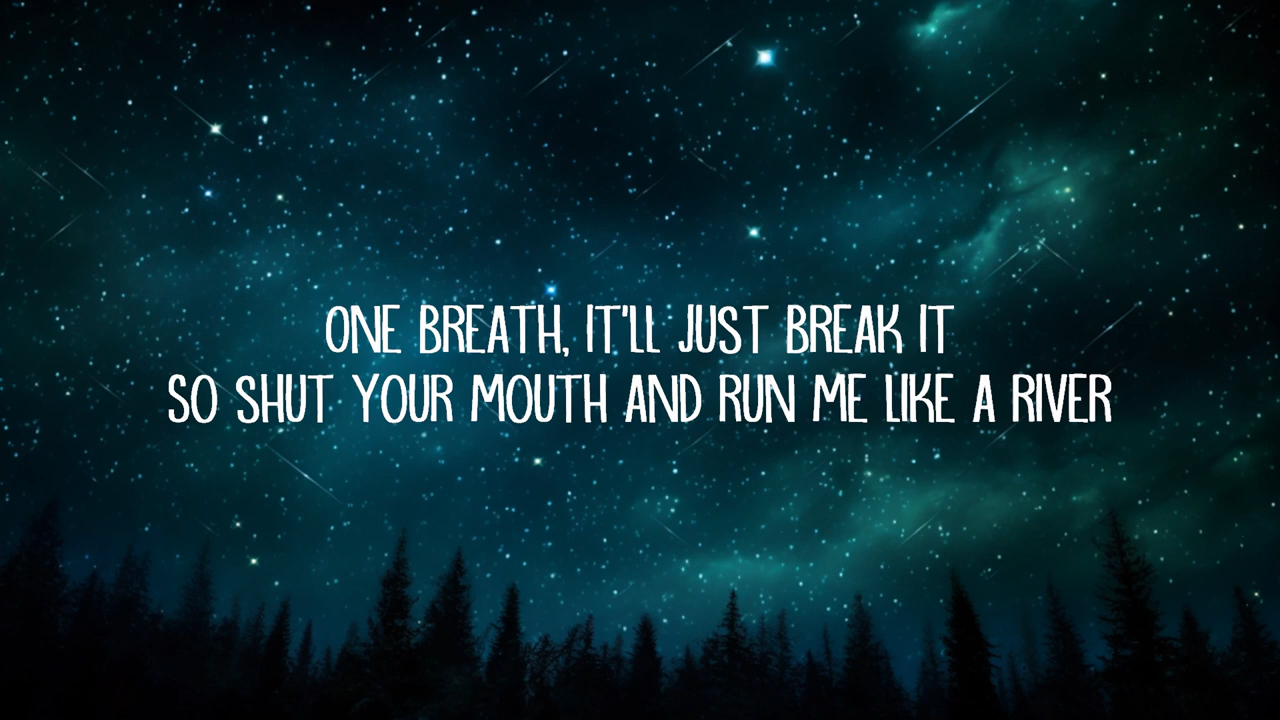 ONE BREATH, IT'LL JUST BREAK IT
SO SHUT YOUR MOUTH AND RUN ME LIKE A RIVER